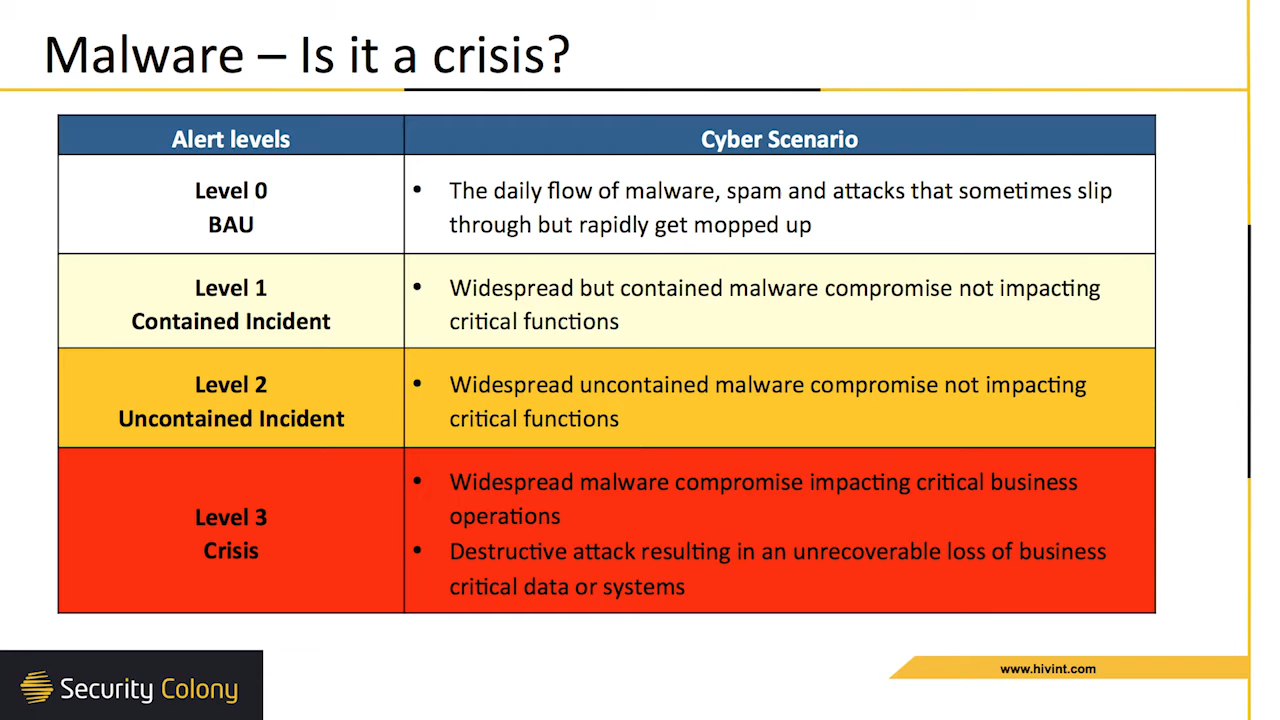 Malware – Is it a crisis?
Alert levels
Cyber Scenario
Level 0
BAU
• The daily flow of malware, spam and attacks that sometimes slip
through but rapidly get mopped up
Level 1
Contained Incident
• Widespread but contained malware compromise not impacting
critical functions
Level 2
Uncontained Incident
• Widespread uncontained malware compromise not impacting
critical functions
Level 3
Crisis
• Widespread malware compromise impacting critical business
operations
• Destructive attack resulting in an unrecoverable loss of business
critical data or systems
Security Colony
www.hivint.com